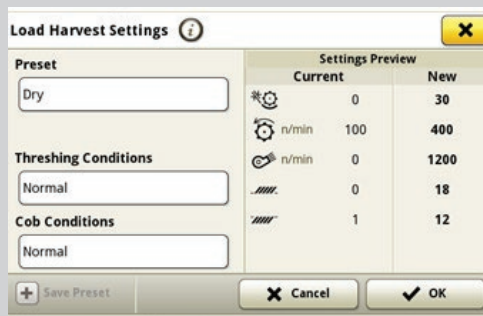 Load Harvest Settings
Preset
Dry
Threshing Conditions
Normal
Cob Conditions
Normal
Save Preset
Settings Preview
Current New
0 30
n/min 100 400
n/min 0 1200
0 18
1 12
Cancel
OK